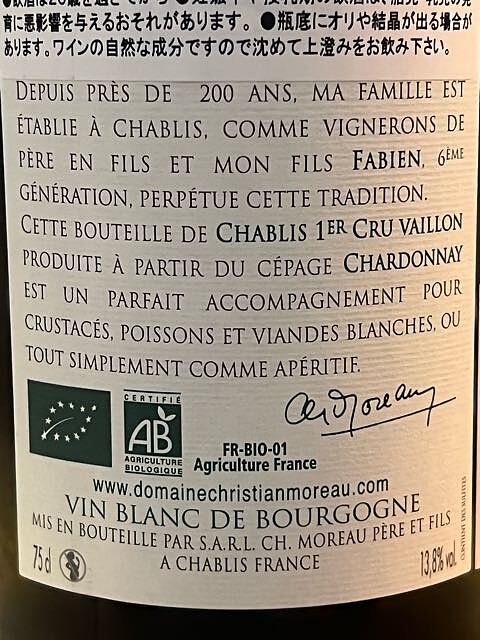 育に悪影響を与えるおそれがあります。●瓶底にオリや結晶が出る場合が
あります。ワインの自然な成分ですので沈めて上澄みをお飲み下さい。
DEPUIS PRÈS DE 200 ANS, MA FAMILLE EST
ÉTABLIE À CHABLIS, COMME VIGNERONS DE
PÈRE EN FILS ET MON FILS FABIEN, 6ÈME
GÉNÉRATION, PERPÉTUE CETTE TRADITION.
CETTE BOUTEILLE DE CHABLIS 1ER CRU VAILLON
PRODUITE À PARTIR DU CÉPAGE CHARDONNAY
EST UN PARFAIT ACCOMPAGNEMENT POUR
CRUSTACÉS, POISSONS ET VIANDES BLANCHES, OU
TOUT SIMPLEMENT COMME APÉRITIF.
CERTIFIÉ
AB
AGRICULTURE
BIOLOGIQUE
FR-BIO-01
Agriculture France
www.domainechristianmoreau.com
VIN BLANC DE BOURGOGNE
MIS EN BOUTEILLE PAR S.A.R.L. CH. MOREAU PÈRE ET FILS
A CHABLIS FRANCE
75cl
13,8% vol.